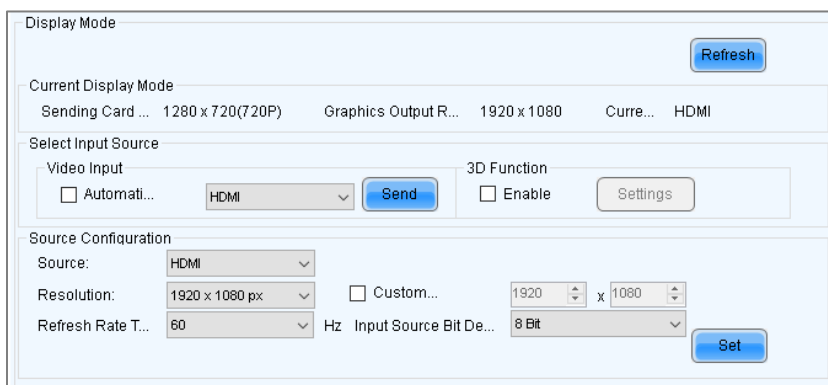 Display Mode
Refresh
Current Display Mode
Sending Card ... 1280 x 720(720P) Graphics Output R... 1920 x 1080 Curre... HDMI
Select Input Source
Video Input 3D Function
Automati... HDMI Send Enable Settings
Source Configuration
Source: HDMI
Resolution: 1920 x 1080 px Custom... 1920 x 1080
Refresh Rate T... 60 Hz Input Source Bit De... 8 Bit
Set